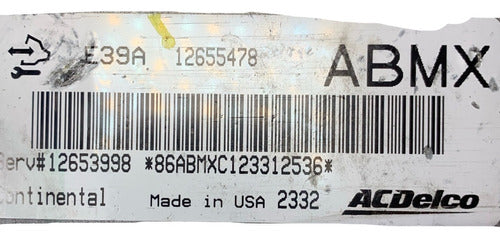 E39A 12655478 ABMX
Serv#12653998 *86ABMXC123312536*
Continental Made in USA 2332 ACDelco